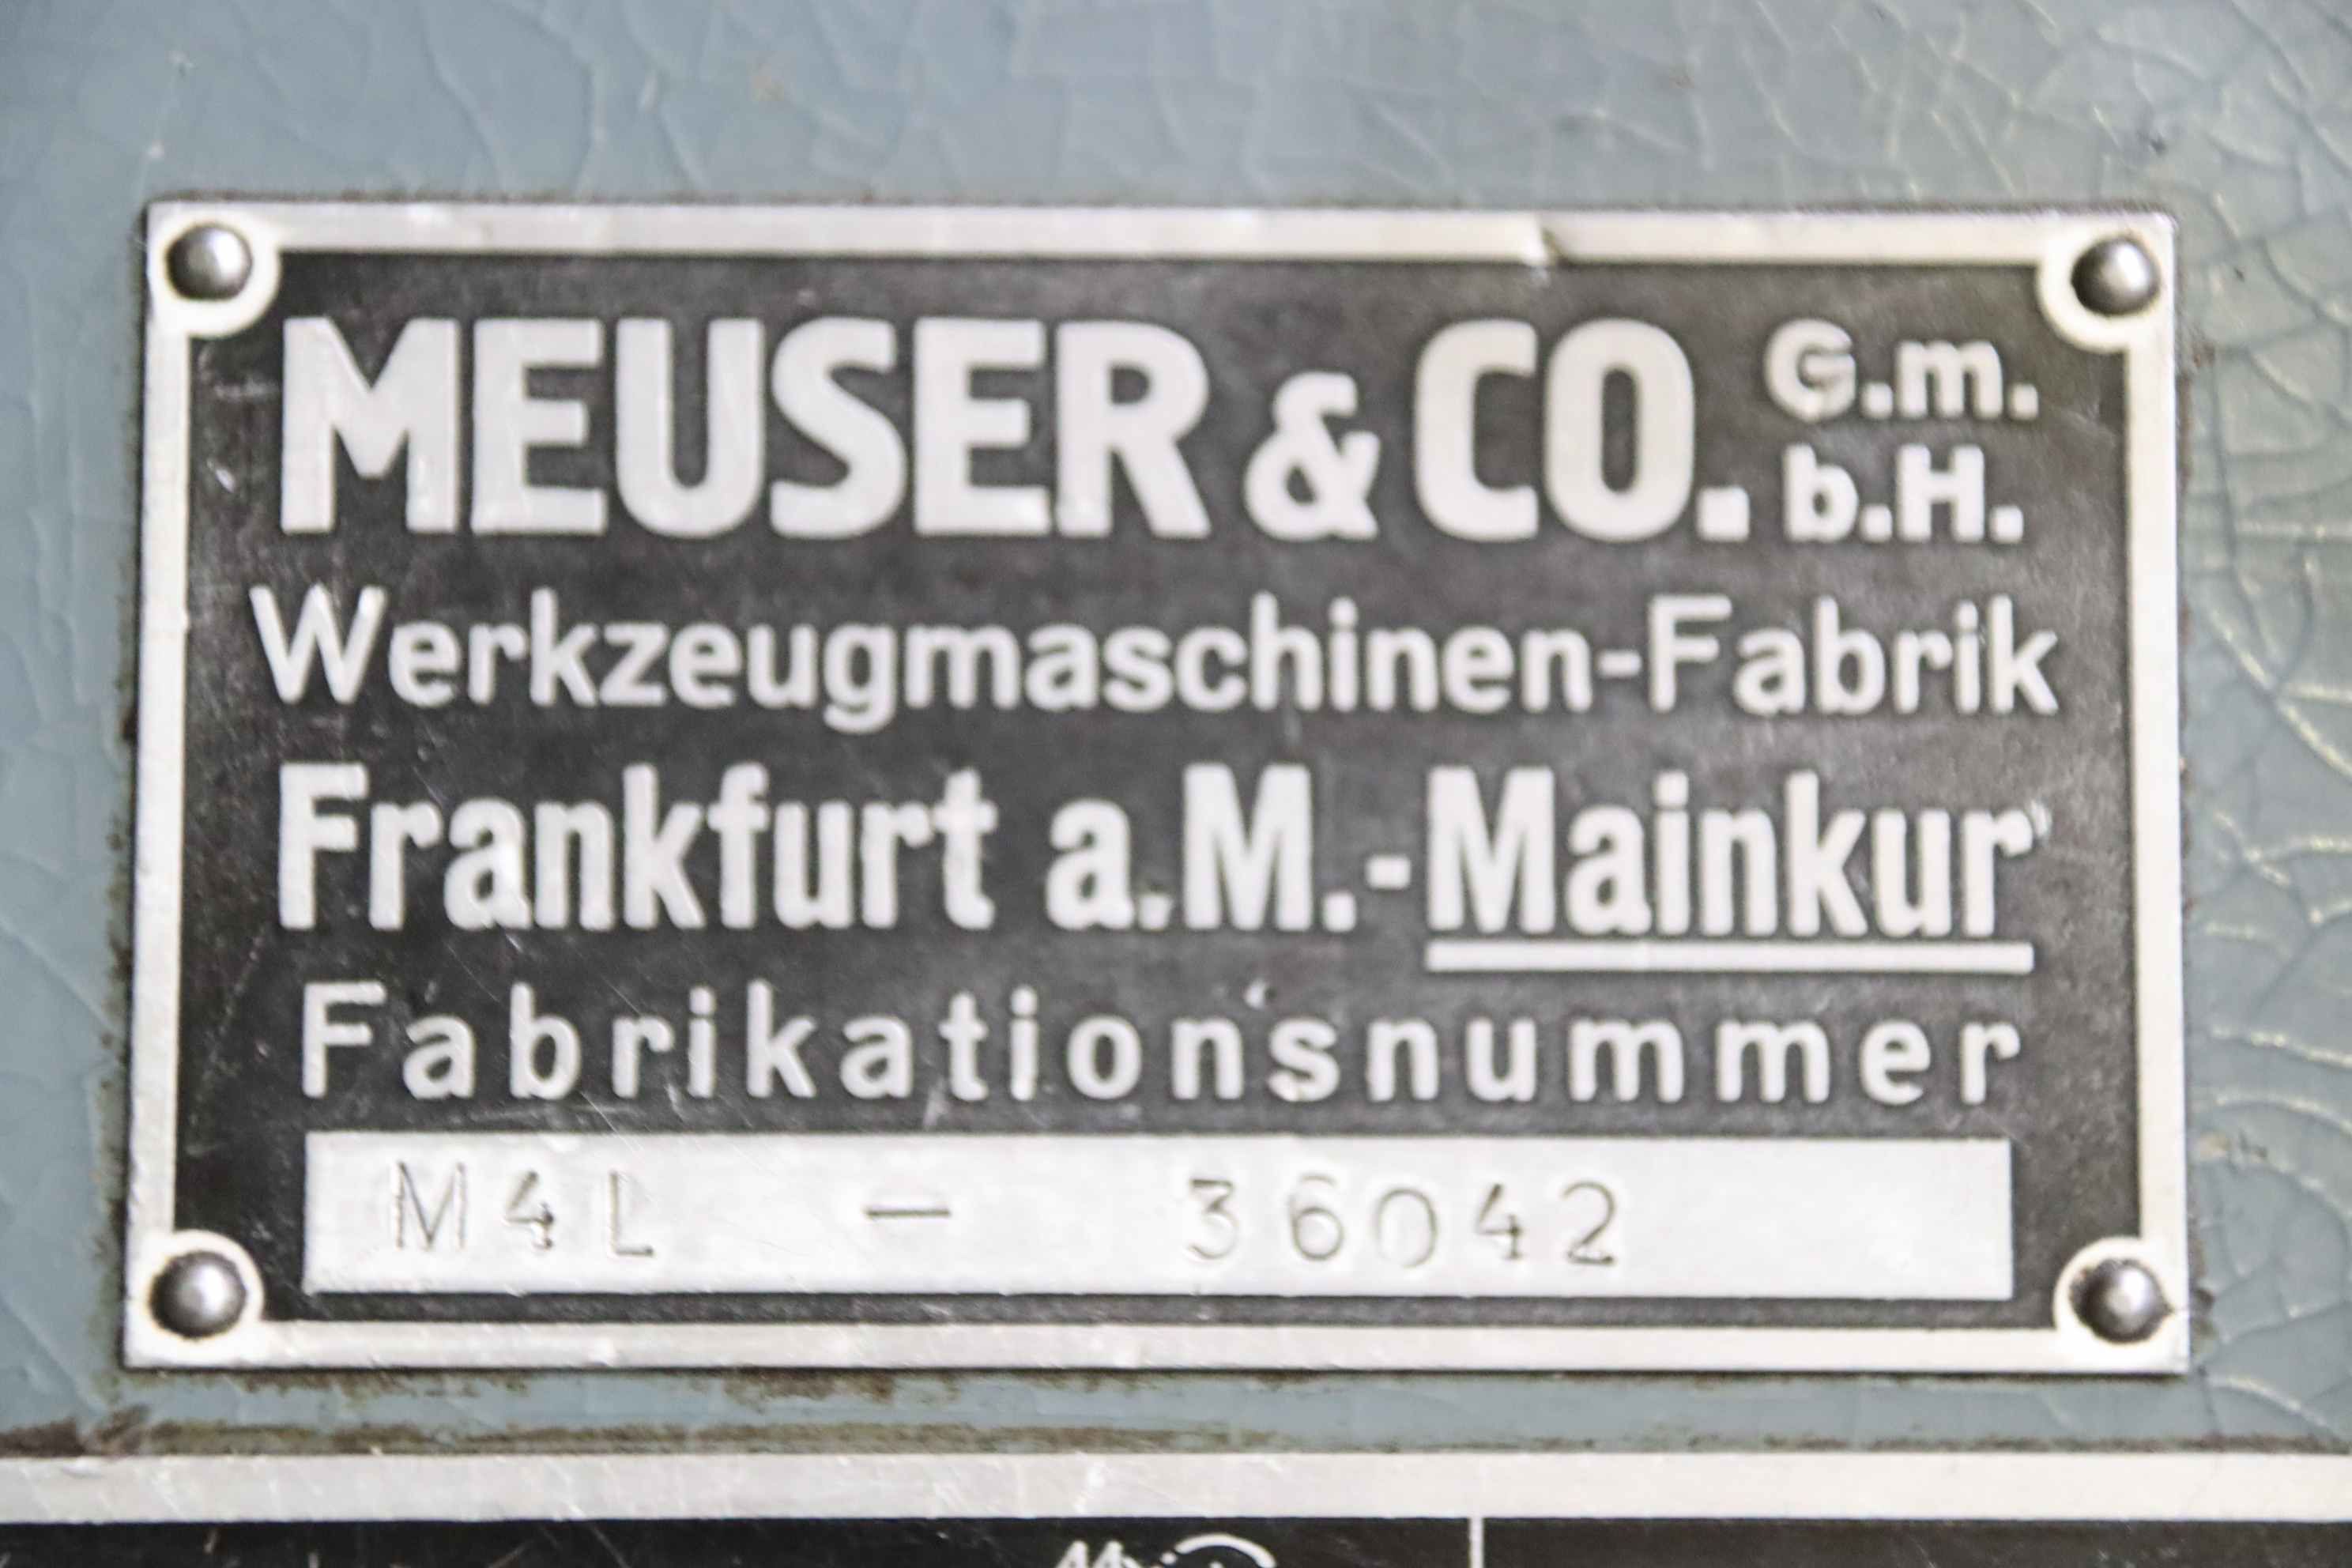 MEUSER & CO. G.m.b.H.
Werkzeugmaschinen-Fabrik
Frankfurt a.M.-Mainkur
Fabrikationsnummer
M4L — 36042